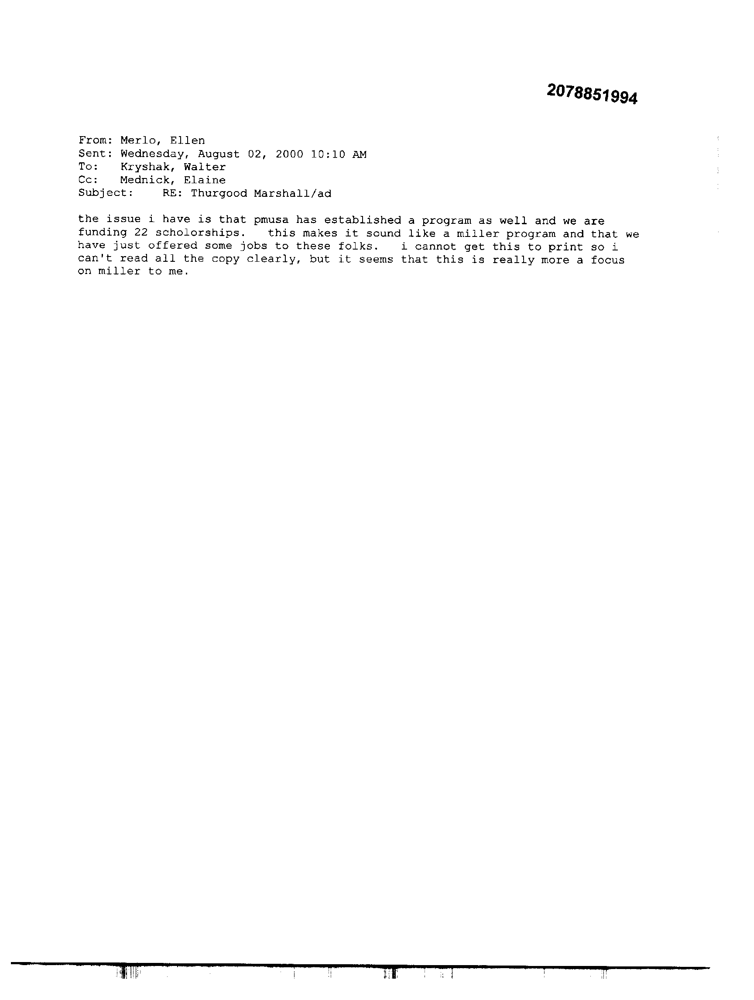 2078851994
From: Merlo, Ellen
Sent: Wednesday, August 02, 2000 10:10 AM
To: Kryshak, Walter
Cc: Mednick, Elaine
Subject: RE: Thurgood Marshall/ad
the issue i have is that pmusa has established a program as well and we are
funding 22 scholorships. this makes it sound like a miller program and that we
have just offered some jobs to these folks. i cannot get this to print so i
can't read all the copy clearly, but it seems that this is really more a focus
on miller to me.